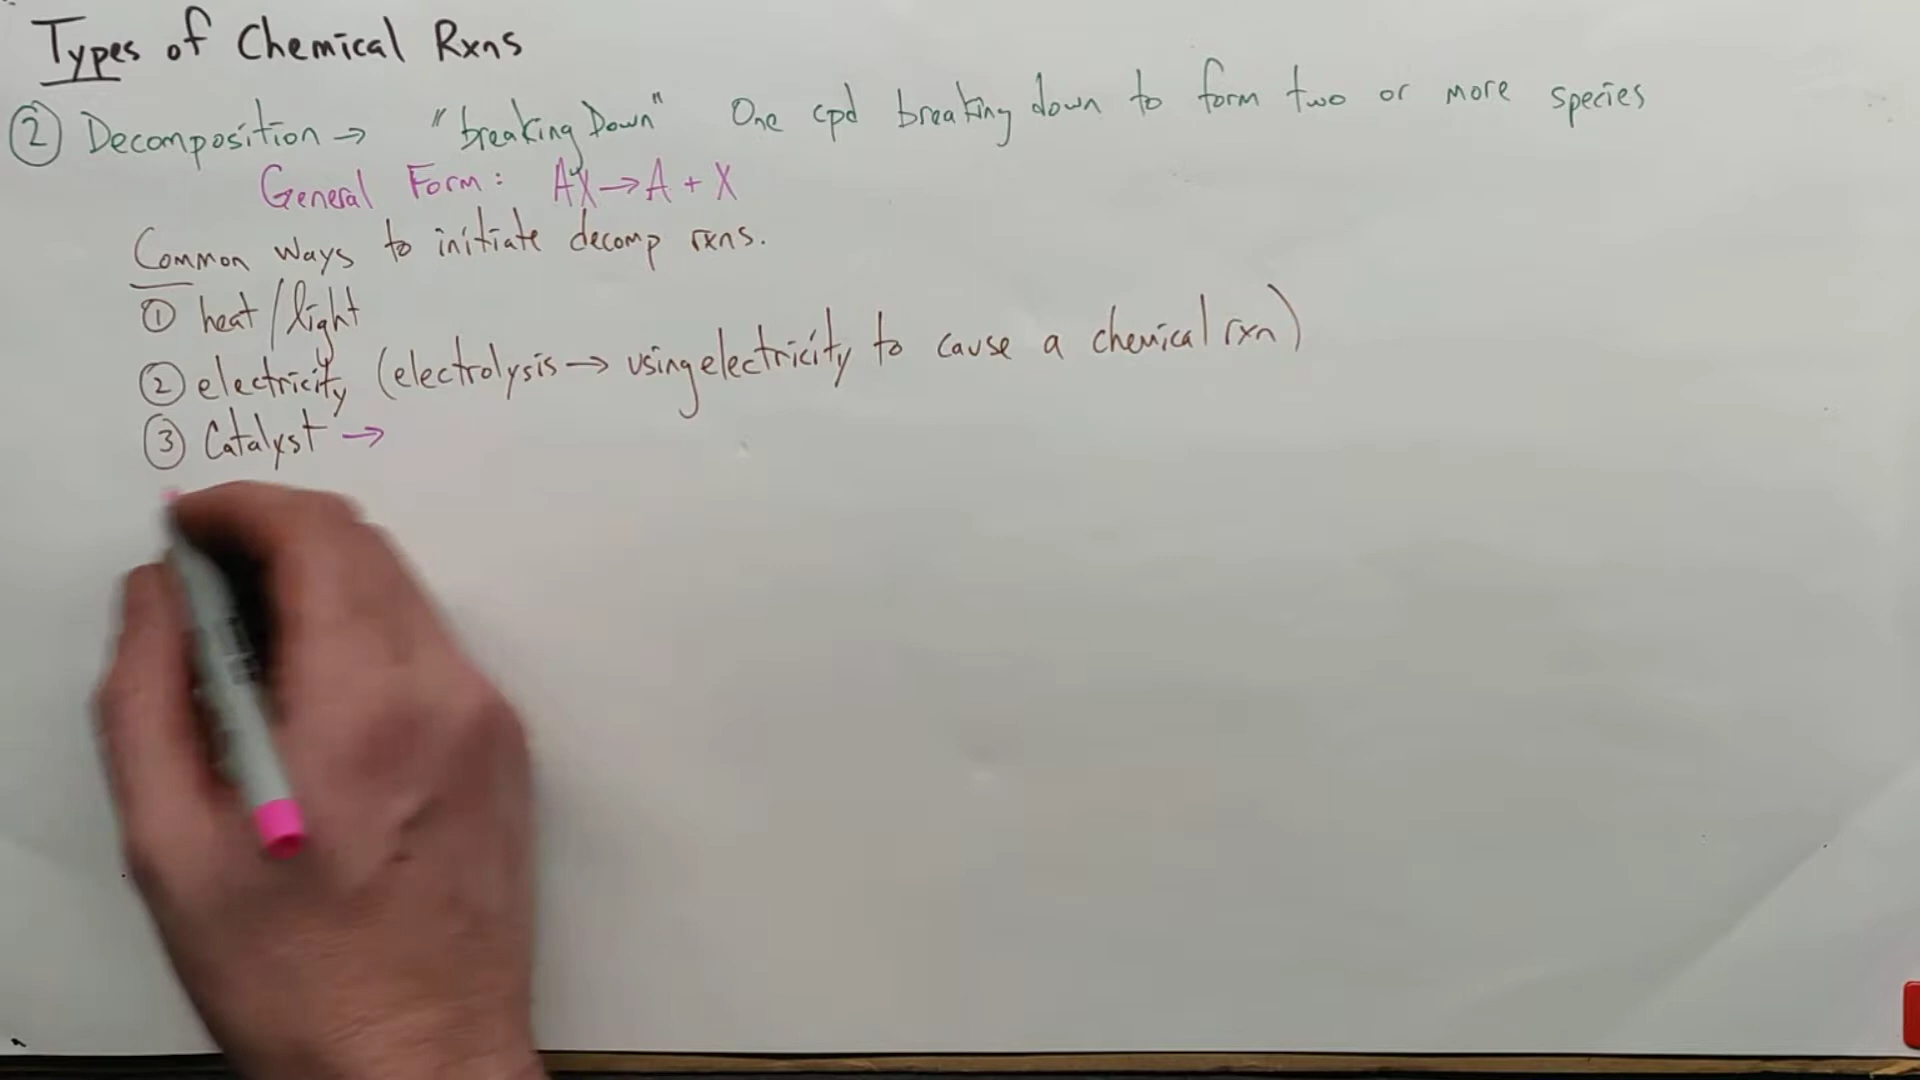 Types of Chemical Rxns
② Decomposition → "breaking Down" One cpd breaking down to form two or more species
General Form: AX → A + X
Common Ways to initiate decomp rxns.
① heat/light
② electricity (electrolysis → using electricity to cause a chemical rxn)
③ Catalyst →